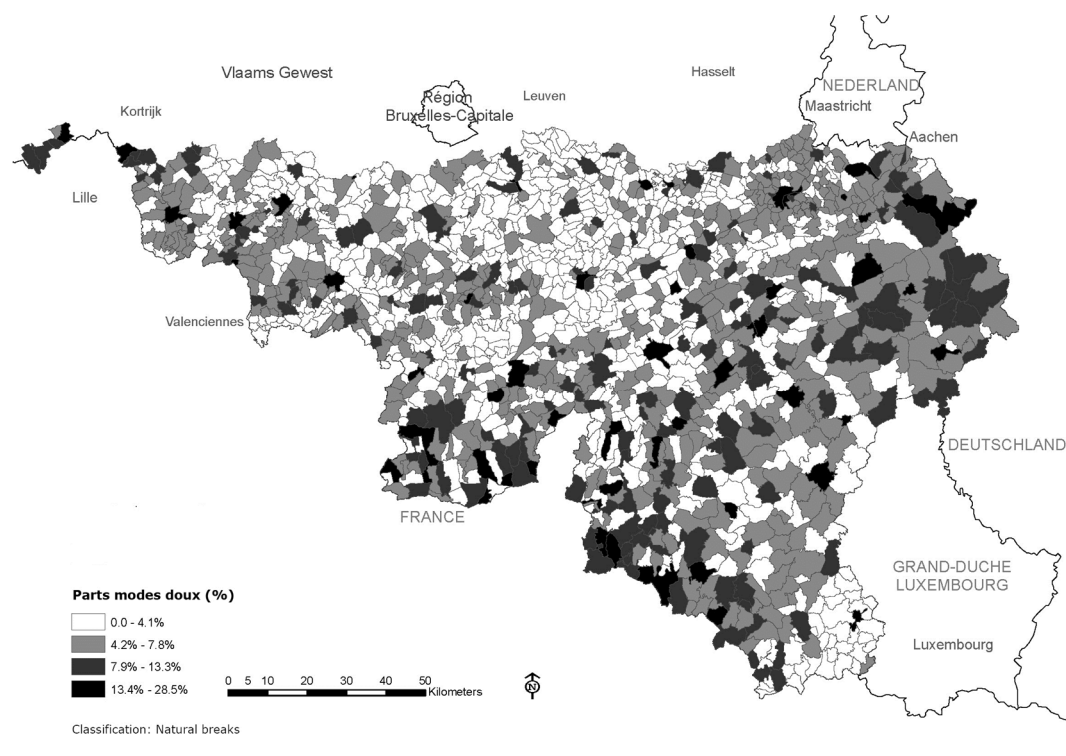 Vlaams Gewest
Hasselt
NEDERLAND
Région
Bruxelles-Capitale
Leuven
Kortrijk
Maastricht
Aachen
Lille
Valenciennes
DEUTSCHLAND
FRANCE
GRAND-DUCHE
LUXEMBOURG
Luxembourg
Parts modes doux (%)
0.0 - 4.1%
4.2% - 7.8%
7.9% - 13.3%
13.4% - 28.5%
0 5 10 20 30 40 50
Kilometers
N
Classification: Natural breaks